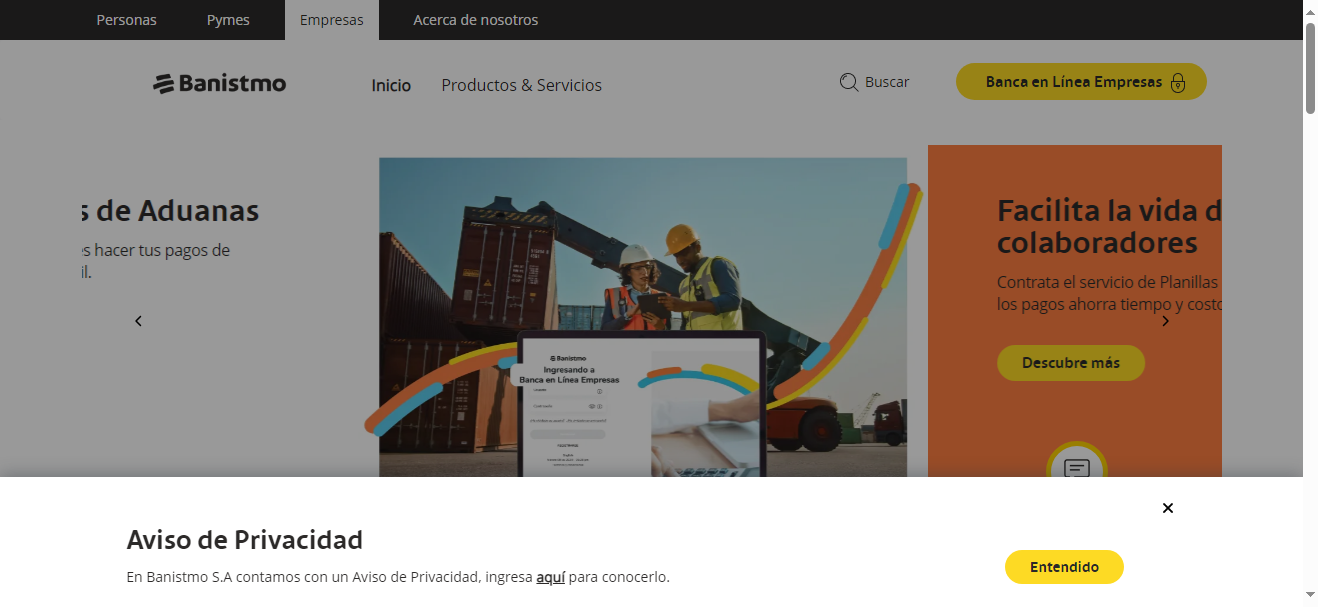 Personas Pymes Empresas Acerca de nosotros
Banistmo Inicio Productos & Servicios Buscar Banca en Línea Empresas
s de Aduanas
s hacer tus pagos de
il.
Banistmo
Ingresando a
Banca en Línea Empresas
Facilita la vida d
colaboradores
Contrata el servicio de Planillas
los pagos ahorra tiempo y costo
Descubre más
Aviso de Privacidad
En Banistmo S.A contamos con un Aviso de Privacidad, ingresa aquí para conocerlo.
Entendido